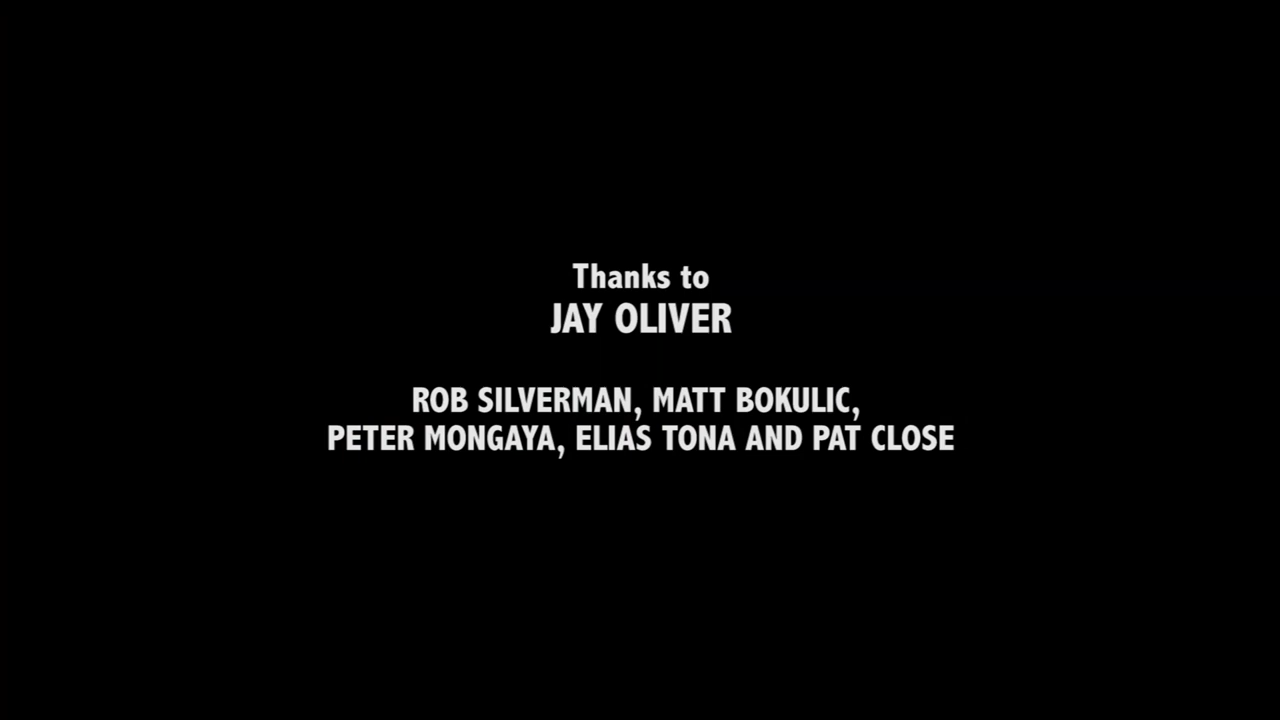 Thanks to
JAY OLIVER
ROB SILVERMAN, MATT BOKULIC,
PETER MONGAYA, ELIAS TONA AND PAT CLOSE